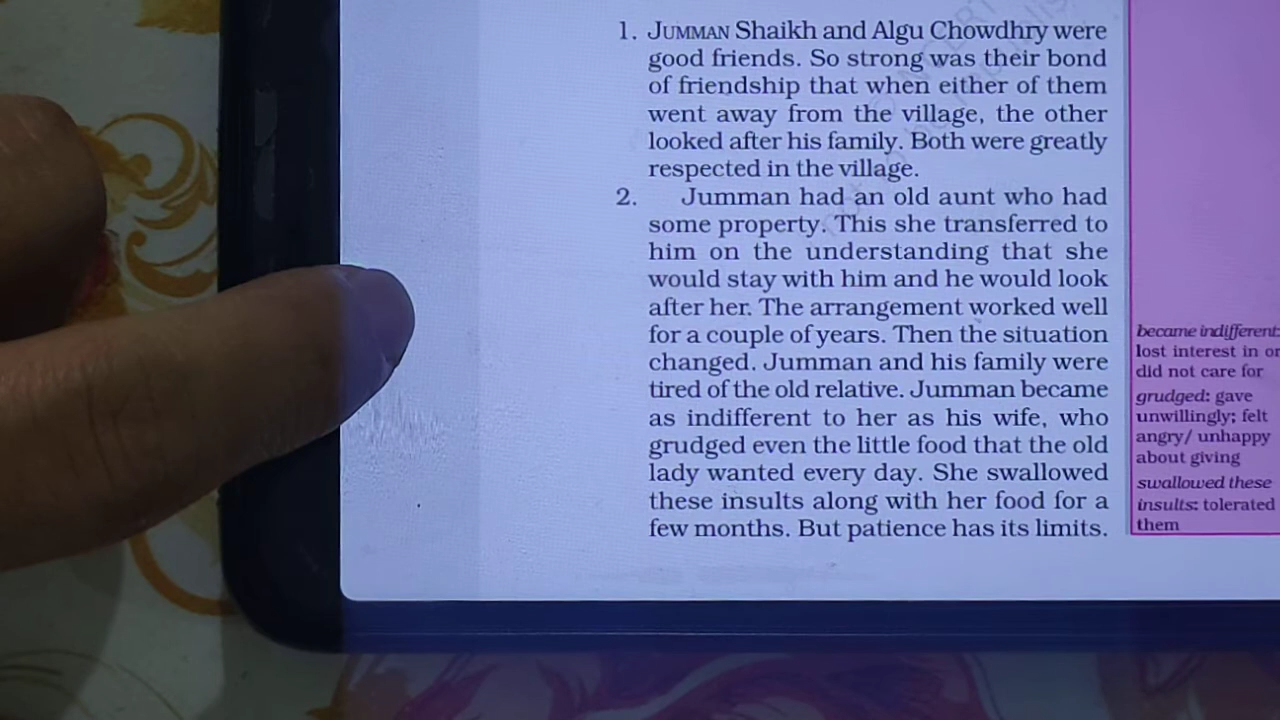 1. JUMMAN Shaikh and Algu Chowdhry were
good friends. So strong was their bond
of friendship that when either of them
went away from the village, the other
looked after his family. Both were greatly
respected in the village.
2. Jumman had an old aunt who had
some property. This she transferred to
him on the understanding that she
would stay with him and he would look
after her. The arrangement worked well
for a couple of years. Then the situation
changed. Jumman and his family were
tired of the old relative. Jumman became
as indifferent to her as his wife, who
grudged even the little food that the old
lady wanted every day. She swallowed
these insults along with her food for a
few months. But patience has its limits.
became indifferent:
lost interest in or
did not care for
grudged: gave
unwillingly; felt
angry/ unhappy
about giving
swallowed these
insults: tolerated
them